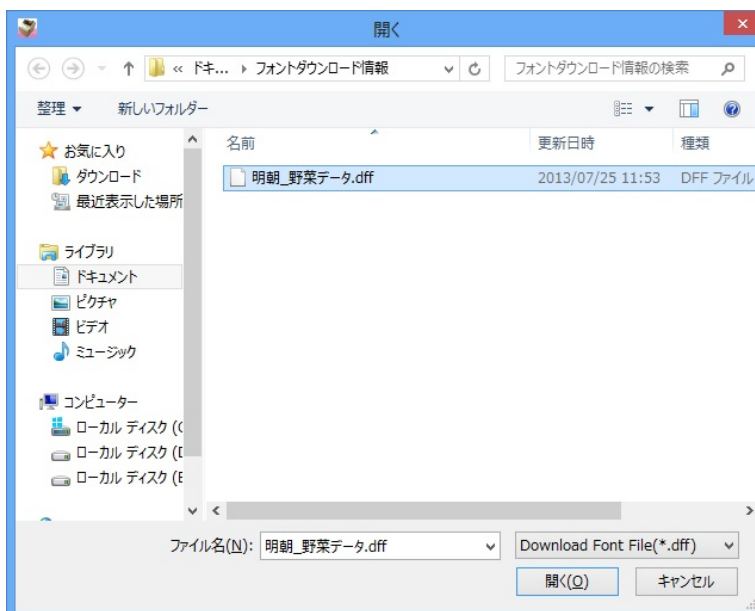 開く
« ドキ... フォントダウンロード情報
フォントダウンロード情報の検索
整理 新しいフォルダー
名前 更新日時 種類
明朝_野菜データ.dff 2013/07/25 11:53 DFF ファイル
お気に入り
ダウンロード
最近表示した場所
ライブラリ
ドキュメント
ピクチャ
ビデオ
ミュージック
コンピューター
ローカル ディスク (C
ローカル ディスク (D
ローカル ディスク (E
ファイル名(N): 明朝_野菜データ.dff Download Font File(*.dff)
開く(O) キャンセル